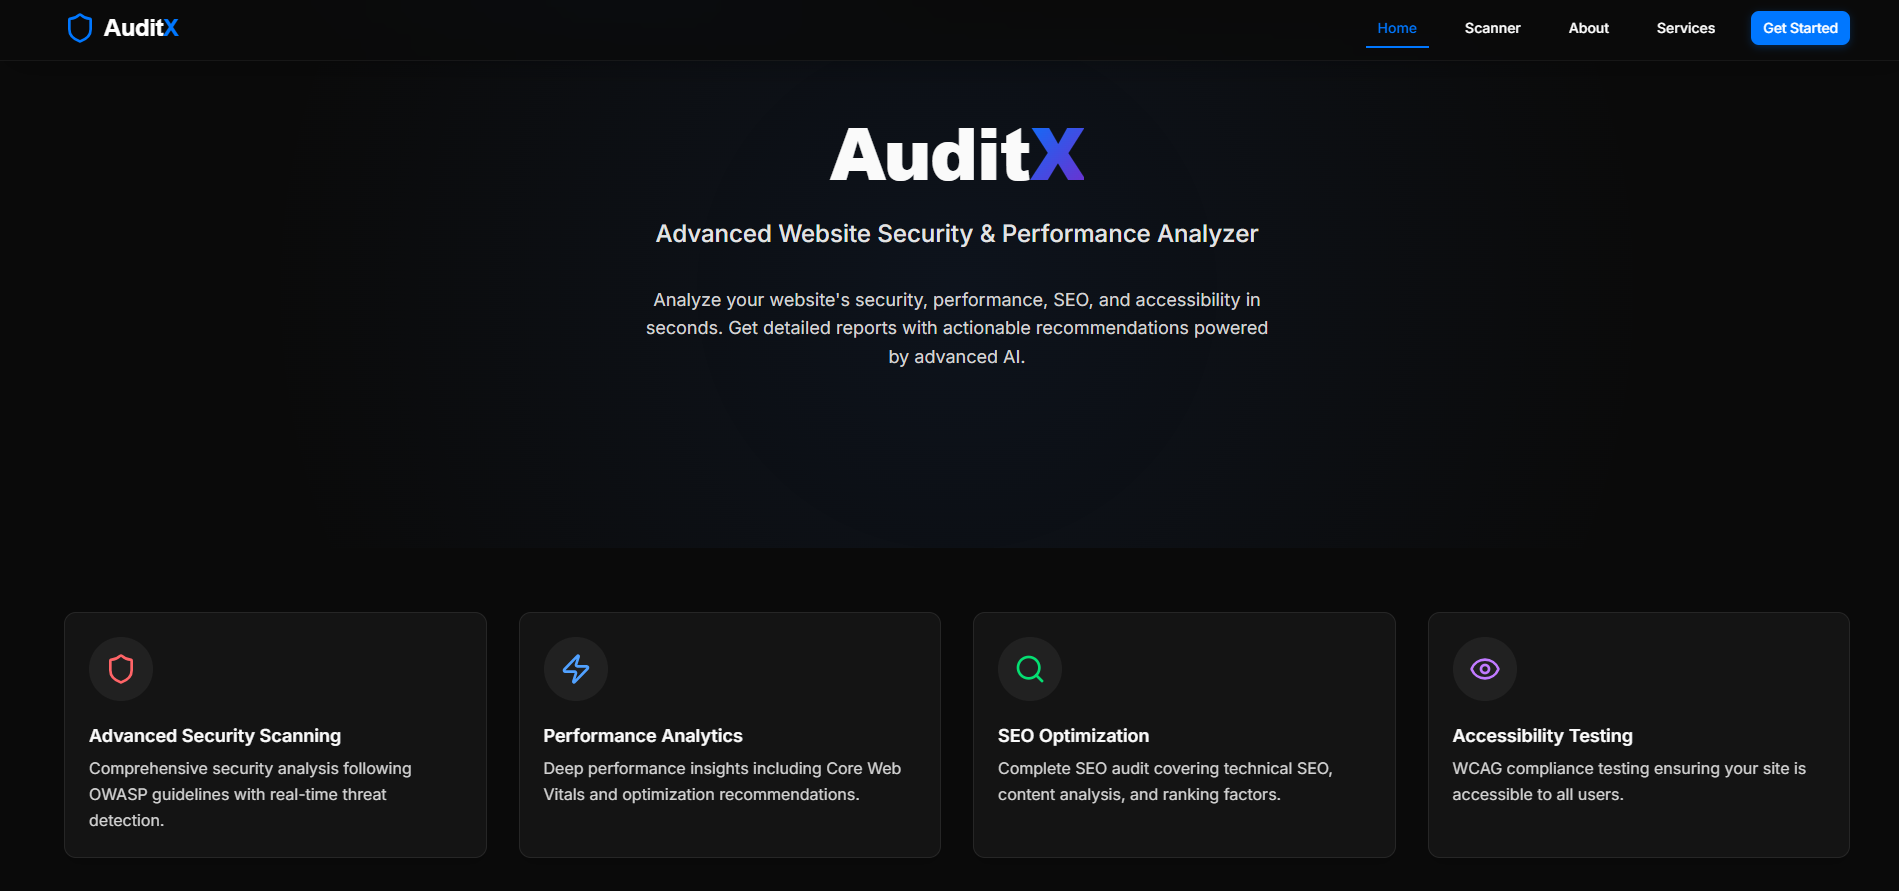 AuditX
Home
Scanner
About
Services
Get Started
AuditX
Advanced Website Security & Performance Analyzer
Analyze your website's security, performance, SEO, and accessibility in
seconds. Get detailed reports with actionable recommendations powered
by advanced AI.
Advanced Security Scanning
Comprehensive security analysis following
OWASP guidelines with real-time threat
detection.
Performance Analytics
Deep performance insights including Core Web
Vitals and optimization recommendations.
SEO Optimization
Complete SEO audit covering technical SEO,
content analysis, and ranking factors.
Accessibility Testing
WCAG compliance testing ensuring your site is
accessible to all users.